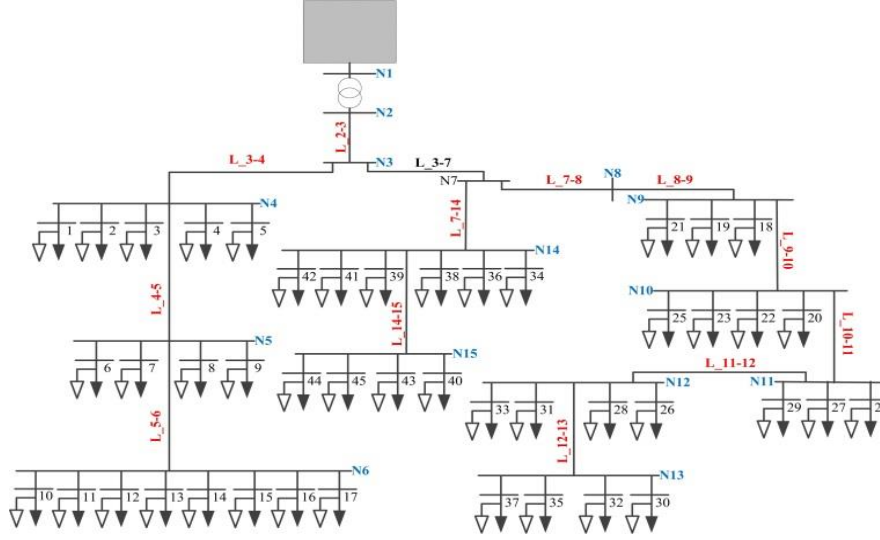 N1
N2
L_2-3
L_3-4
N3
L_3-7
N7
L_7-8
N8
L_8-9
N9
N4
1 2 3 4 5
21 19 18
L_7-14
L_9-10
N14
42 41 39 38 36 34
L_4-5
L_14-15
N10
25 23 22 20
L_10-11
N5
6 7 8 9
N15
44 45 43 40
L_11-12
N12
N11
33 31 28 26
29 27
L_5-6
L_12-13
N6
10 11 12 13 14 15 16 17
N13
37 35 32 30